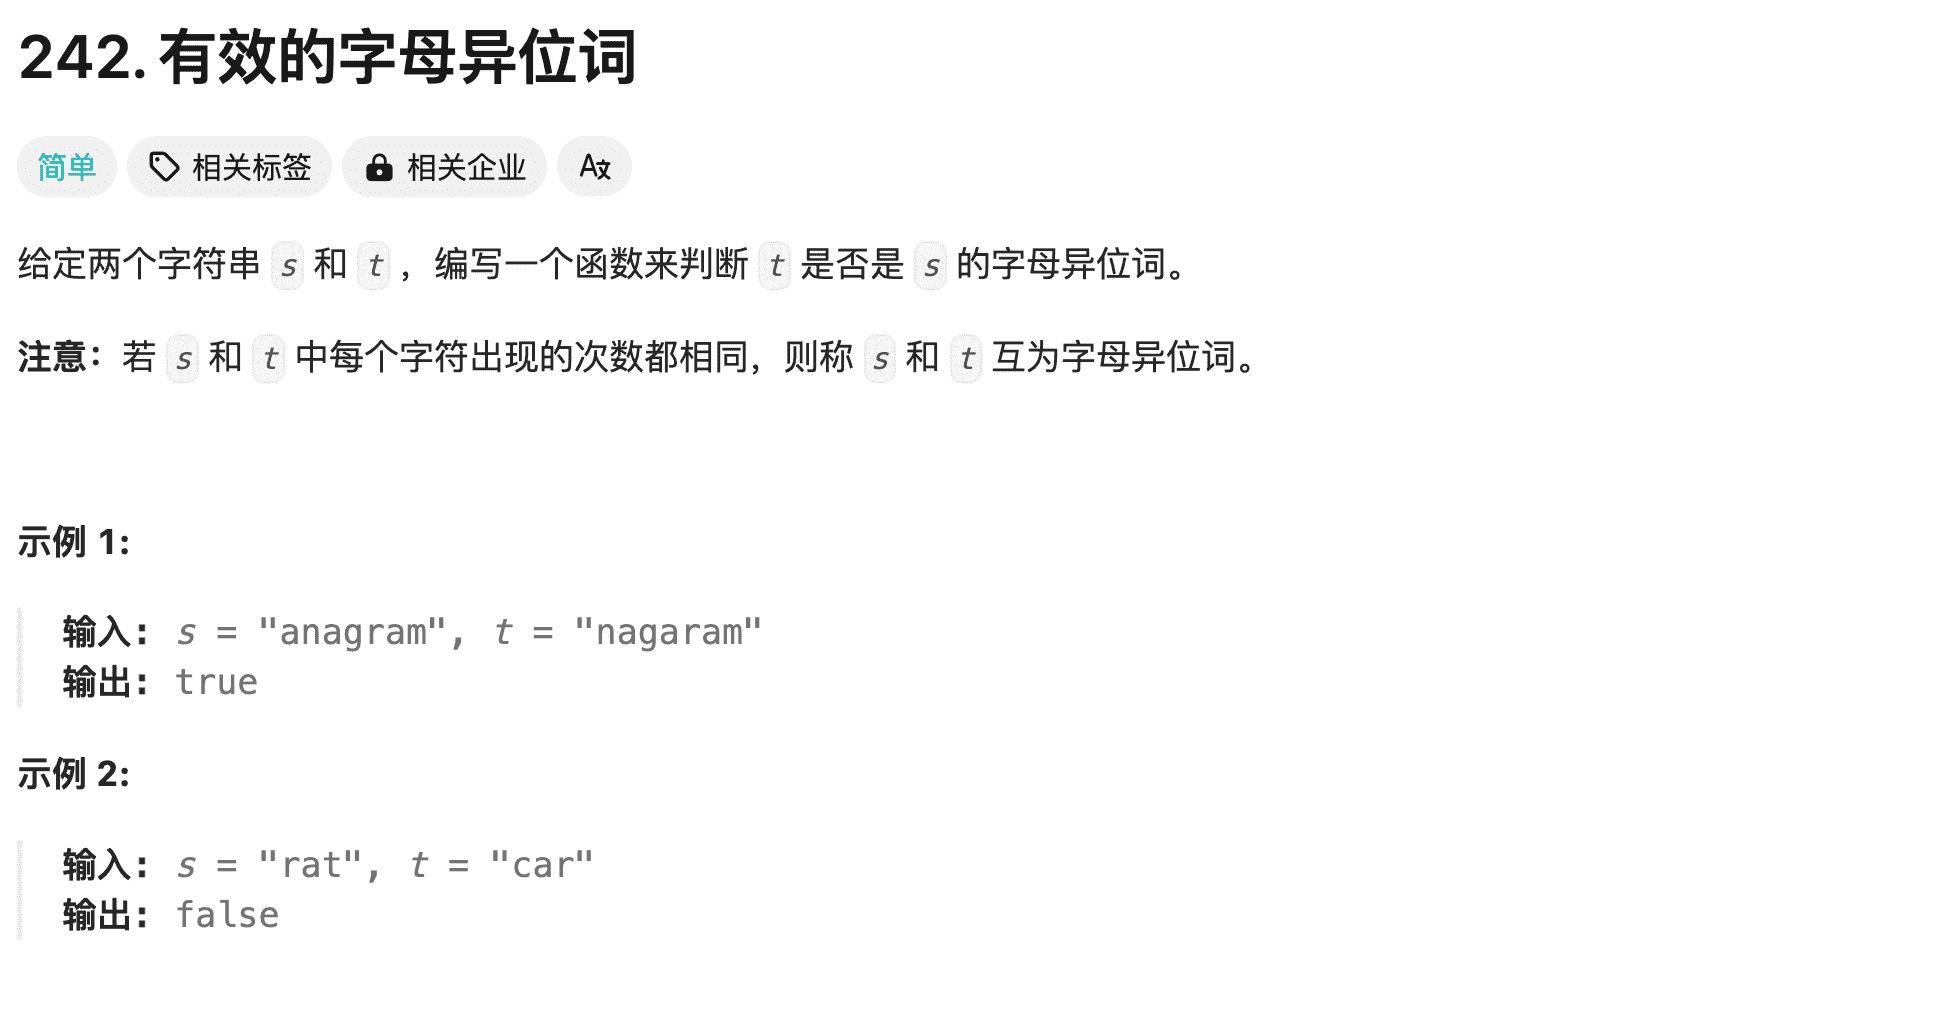 242. 有效的字母异位词
简单 相关标签 相关企业 A文
给定两个字符串 s 和 t ，编写一个函数来判断 t 是否是 s 的字母异位词。
注意：若 s 和 t 中每个字符出现的次数都相同，则称 s 和 t 互为字母异位词。
示例 1:
输入: s = "anagram", t = "nagaram"
输出: true
示例 2:
输入: s = "rat", t = "car"
输出: false